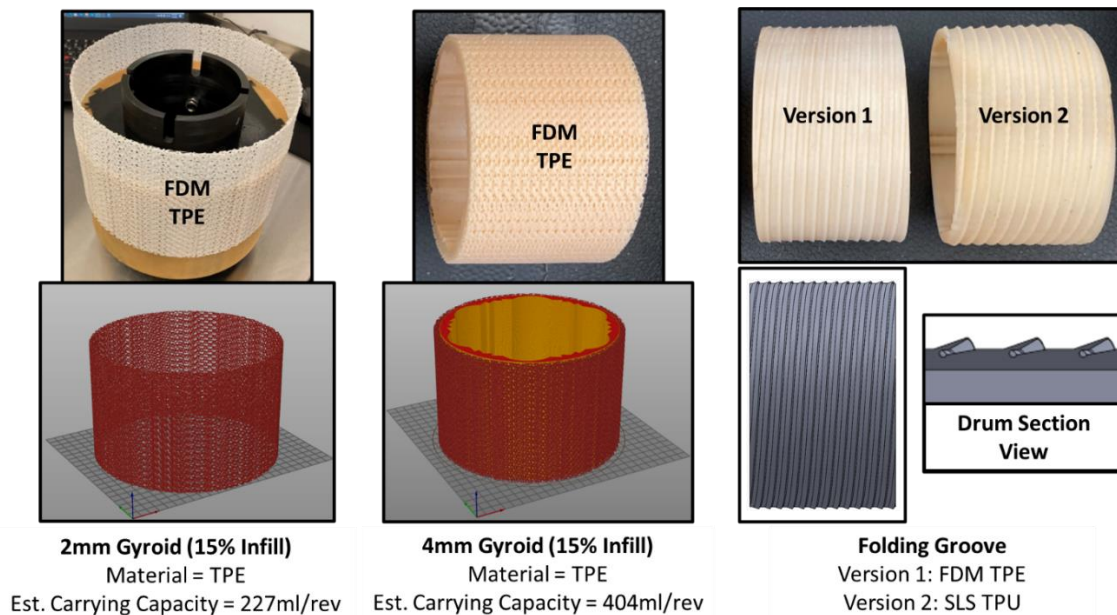 FDM
TPE
FDM
TPE
Version 1
Version 2
Drum Section
View
2mm Gyroid (15% Infill)
Material = TPE
Est. Carrying Capacity = 227ml/rev
4mm Gyroid (15% Infill)
Material = TPE
Est. Carrying Capacity = 404ml/rev
Folding Groove
Version 1: FDM TPE
Version 2: SLS TPU